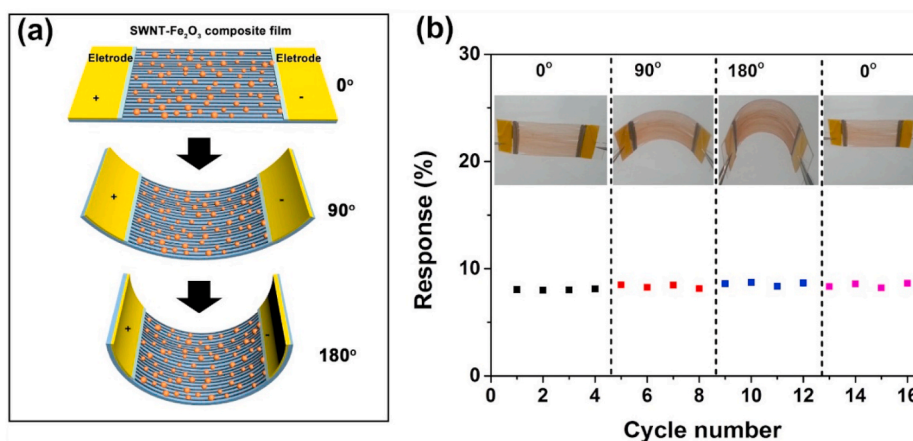 (a)
SWNT-Fe₂O₃ composite film
Eletrode
Eletrode
+
-
0°
+
-
90°
+
-
180°
(b)
0° 90° 180° 0°
30
20
10
0
Response (%)
0 2 4 6 8 10 12 14 16
Cycle number